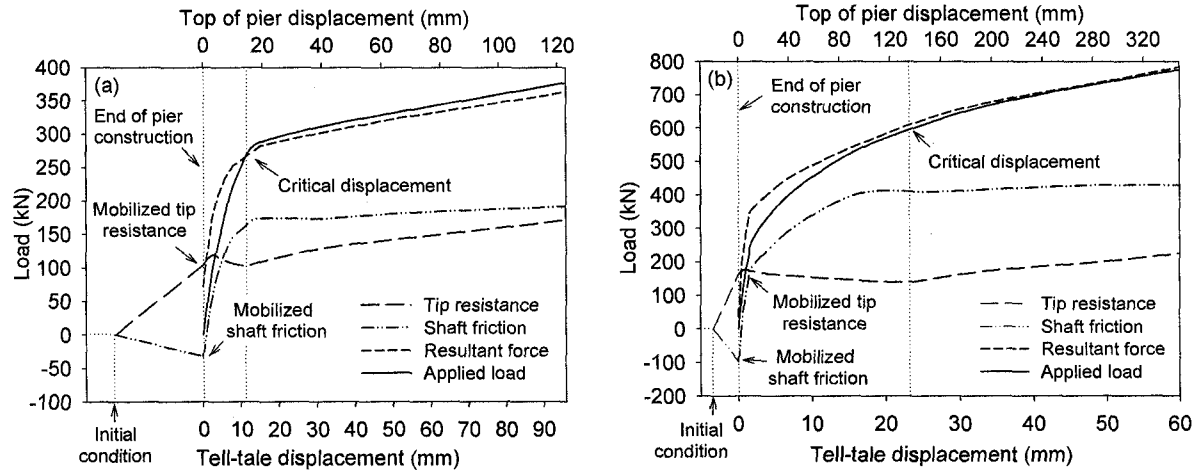 Top of pier displacement (mm)
0 20 40 60 80 100 120
400
350
300
250
200
150
100
50
0
-50
-100
Load (kN)
(a)
End of pier
construction
Critical displacement
Mobilized tip
resistance
Mobilized
shaft friction
Tip resistance
Shaft friction
Resultant force
Applied load
Initial
condition
0 10 20 30 40 50 60 70 80 90
Tell-tale displacement (mm)
Top of pier displacement (mm)
0 40 80 120 160 200 240 280 320
800
700
600
500
400
300
200
100
0
-100
-200
Load (kN)
(b)
End of pier
construction
Critical displacement
Mobilized tip
resistance
Mobilized
shaft friction
Tip resistance
Shaft friction
Resultant force
Applied load
Initial
condition
0 10 20 30 40 50 60
Tell-tale displacement (mm)